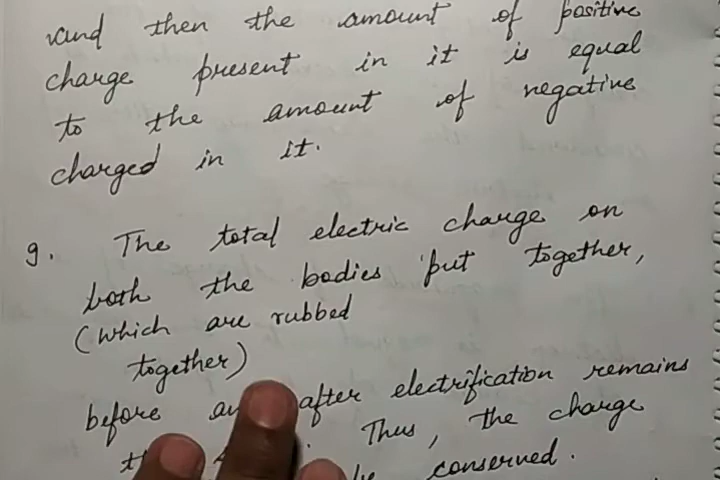 and then the amount of positive
charge present in it is equal
to the amount of negative
charged in it.
9. The total electric charge on
both the bodies put together,
(which are rubbed
together)
before after electrification remains
Thus, the charge
be conserved.